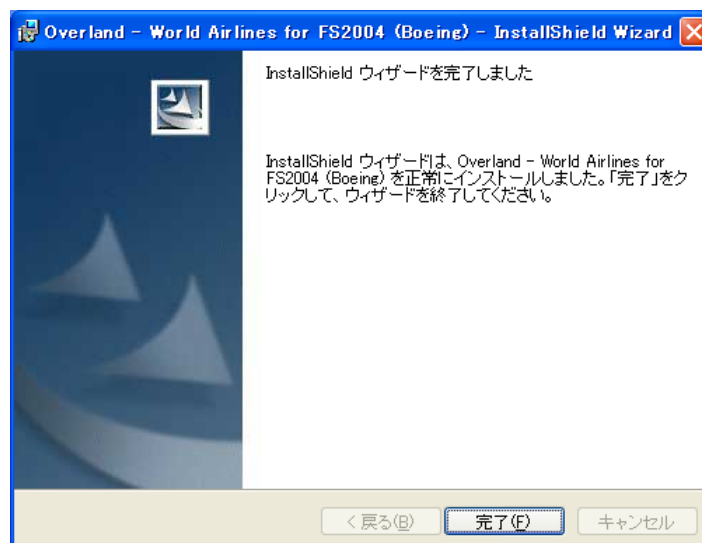 Overland - World Airlines for FS2004 (Boeing) - InstallShield Wizard
InstallShield ウィザードを完了しました
InstallShield ウィザードは、Overland - World Airlines for
FS2004 (Boeing) を正常にインストールしました。「完了」をク
リックして、ウィザードを終了してください。
< 戻る(B)
完了(F)
キャンセル